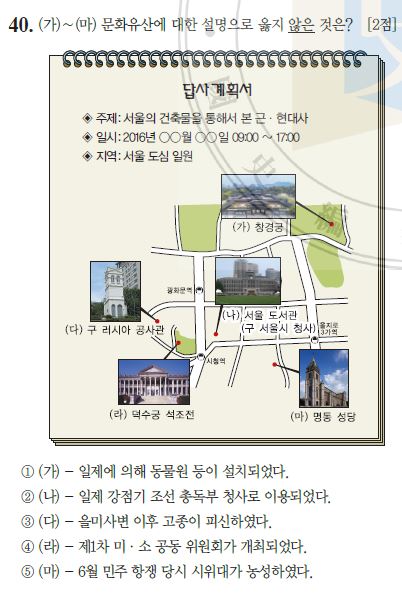 40. (가)~(마) 문화유산에 대한 설명으로 옳지 않은 것은? [2점]
답사 계획서
◈ 주제: 서울의 건축물을 통해서 본 근·현대사
◈ 일시: 2016년 ○○월 ○○일 09:00 ~ 17:00
◈ 지역: 서울 도심 일원
(가) 창경궁
광화문역
(나) 서울 도서관
(구 서울시 청사)
을지로
3가역
(다) 구 러시아 공사관
시청역
(라) 덕수궁 석조전
(마) 명동 성당
① (가) - 일제에 의해 동물원 등이 설치되었다.
② (나) - 일제 강점기 조선 총독부 청사로 이용되었다.
③ (다) - 을미사변 이후 고종이 피신하였다.
④ (라) - 제1차 미·소 공동 위원회가 개최되었다.
⑤ (마) - 6월 민주 항쟁 당시 시위대가 농성하였다.